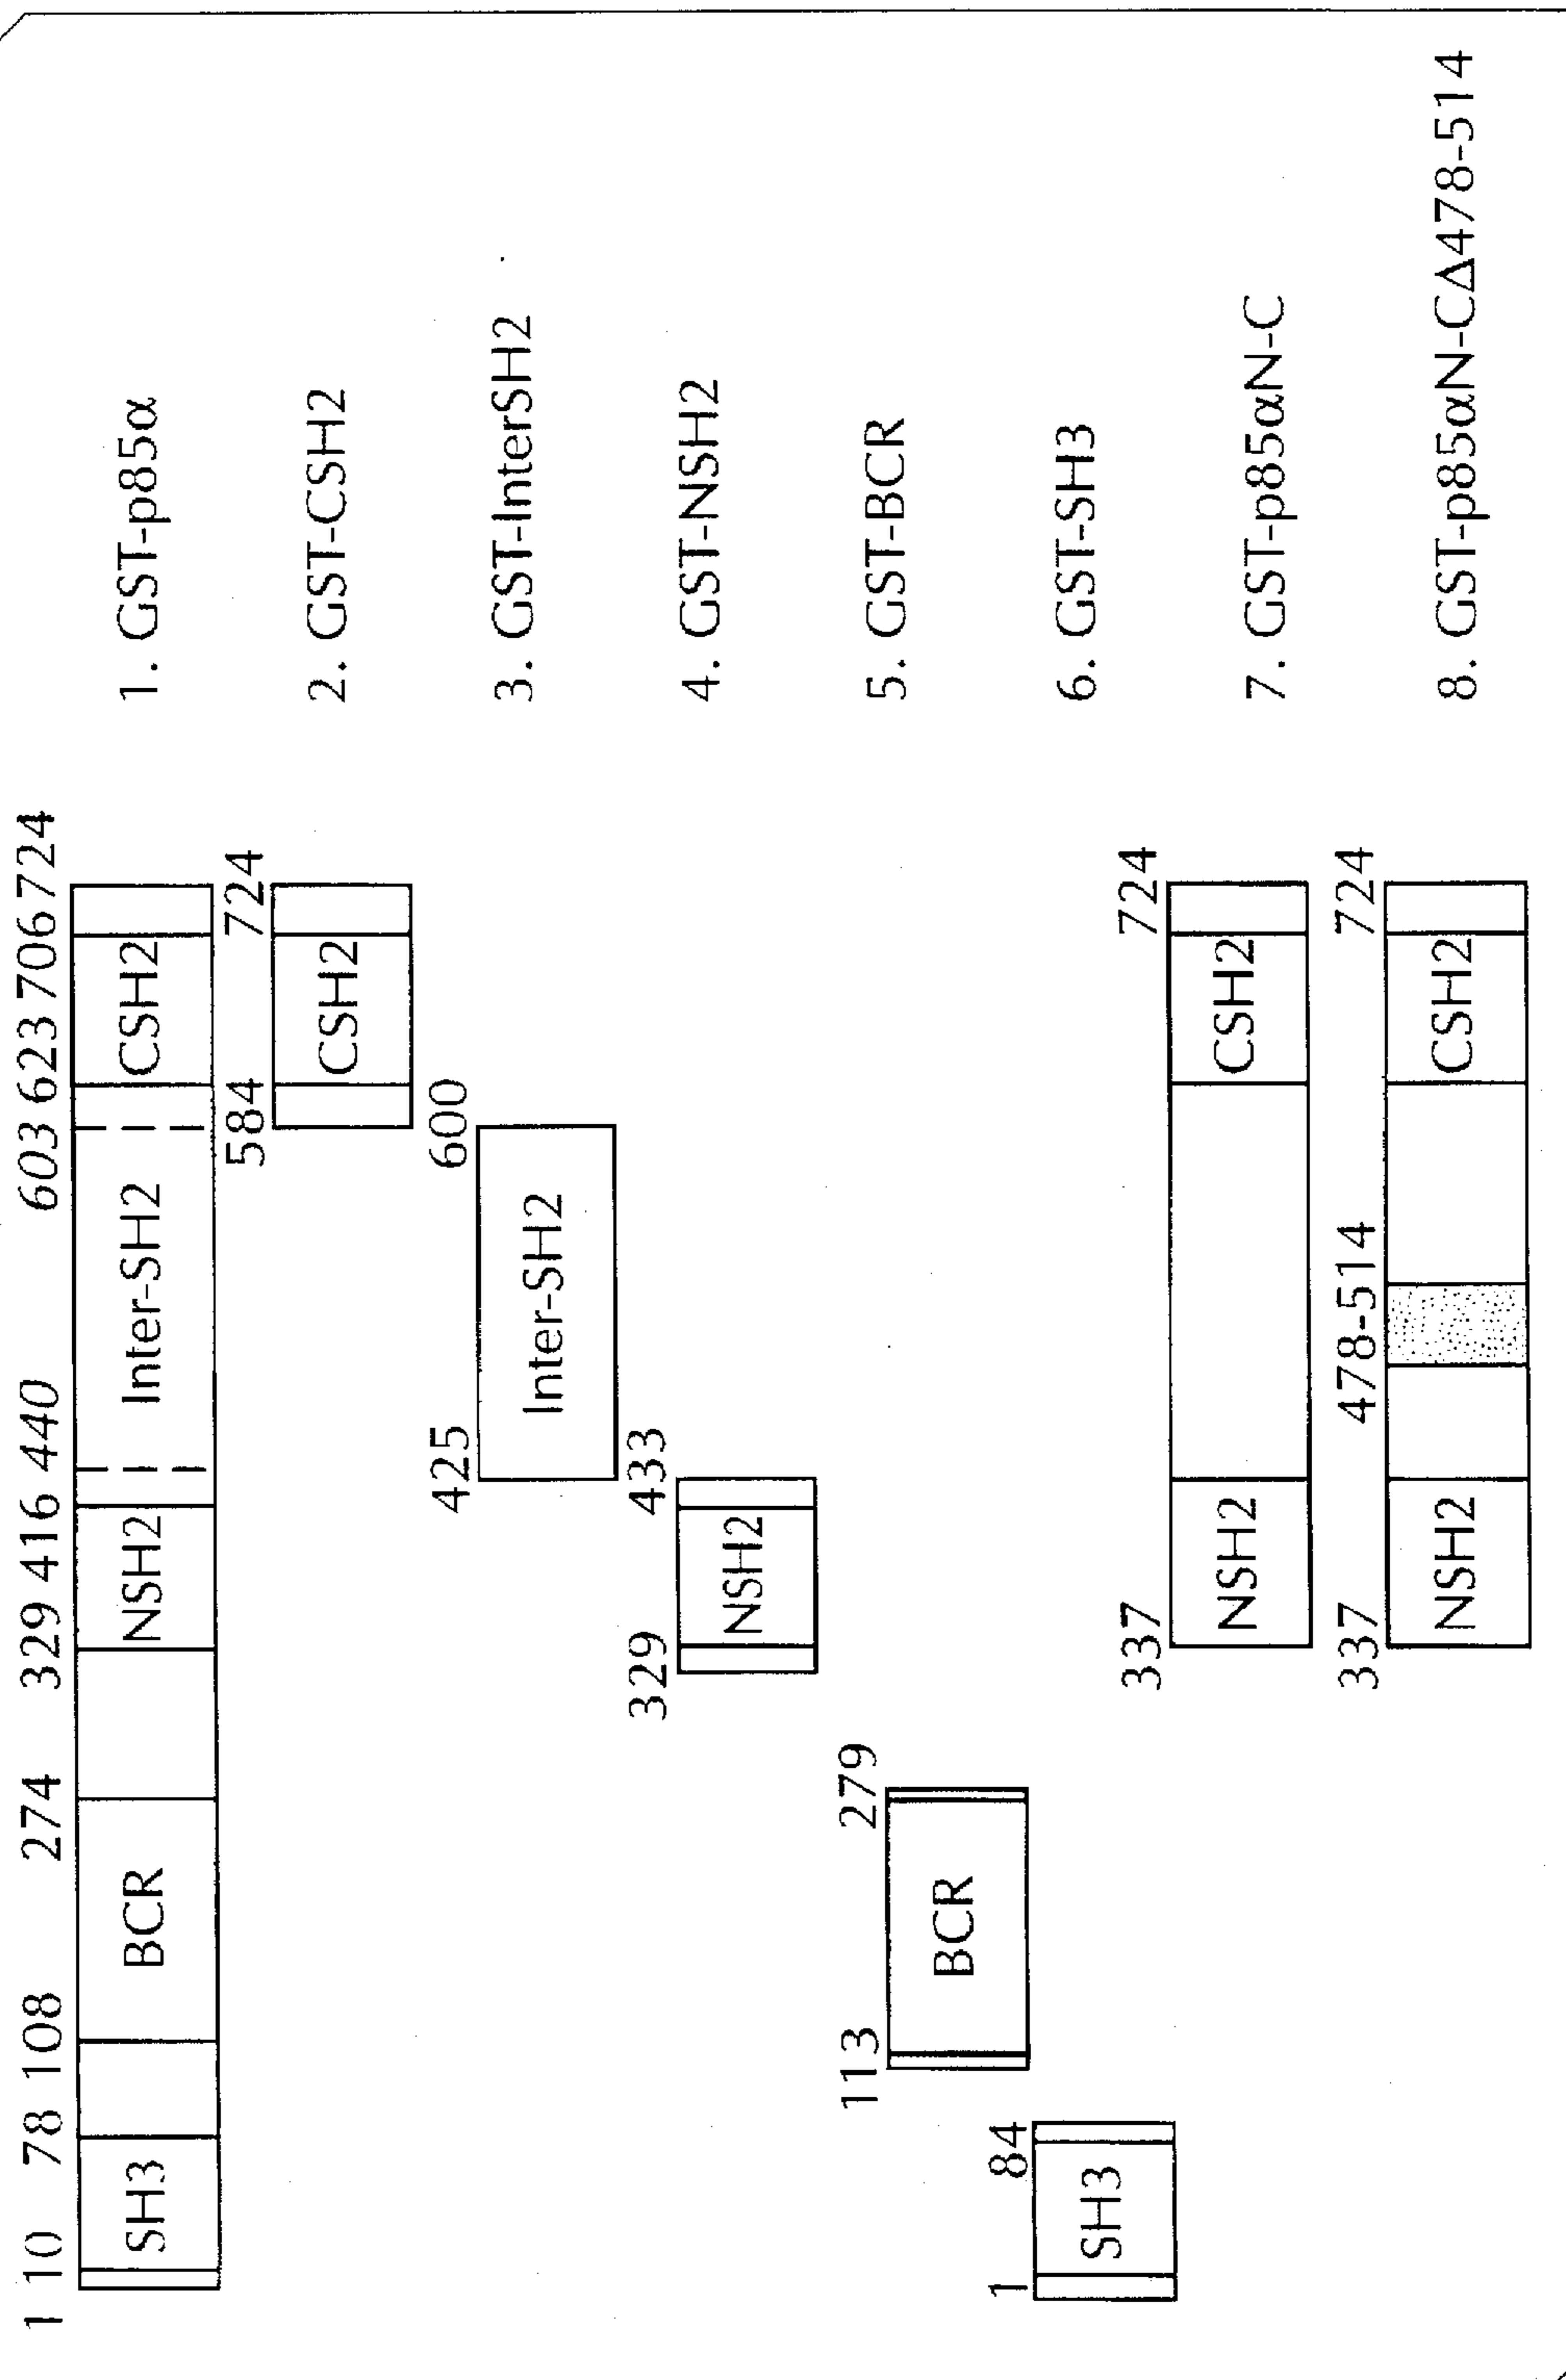 1 10 78 108 274 329 416 440 603 623 706 724
SH3 BCR NSH2 Inter-SH2 CSH2 1. GST-p85α
584 724
CSH2 2. GST-CSH2
425 600
Inter-SH2 3. GST-InterSH2
329 433
NSH2 4. GST-NSH2
113 279
BCR 5. GST-BCR
1 84
SH3 6. GST-SH3
337 724
NSH2 CSH2 7. GST-p85αN-C
337 478-514 724
NSH2 CSH2 8. GST-p85αN-CΔ478-514